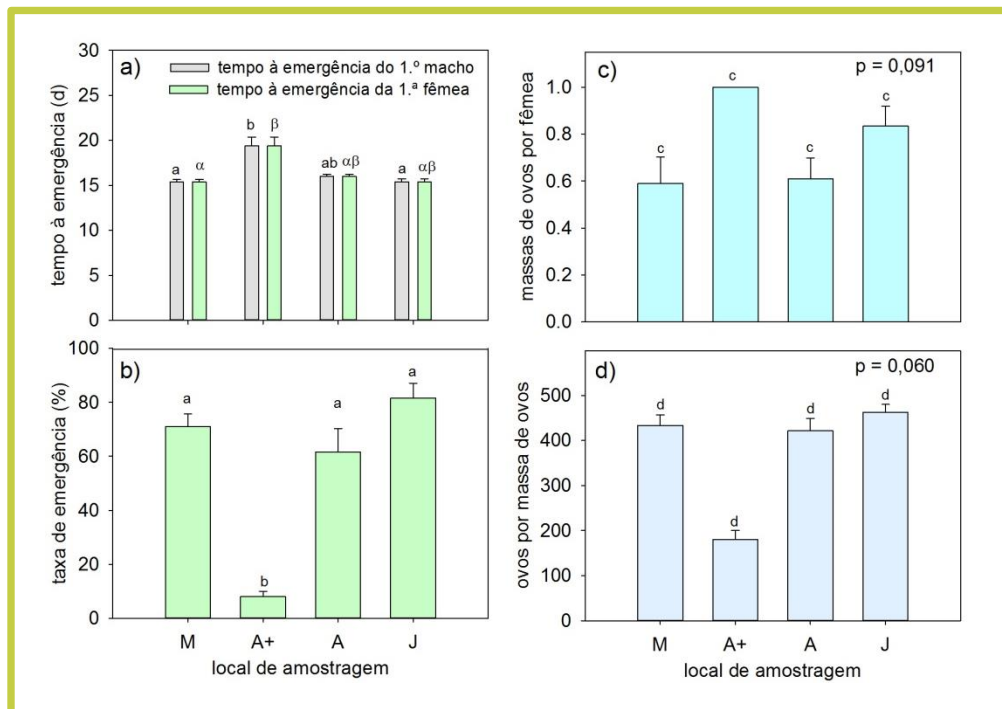 a)
tempo à emergência do 1.º macho
tempo à emergência da 1.ª fêmea
tempo à emergência (d)
30
25
20
15
10
5
0
a
α
b
β
ab
αβ
a
αβ
b)
taxa de emergência (%)
100
80
60
40
20
0
a
b
a
a
M
A+
A
J
local de amostragem
c)
p = 0,091
massas de ovos por fêmea
1.0
0.8
0.6
0.4
0.2
0.0
c
c
c
c
d)
p = 0,060
ovos por massa de ovos
500
400
300
200
100
0
d
d
d
d
M
A+
A
J
local de amostragem